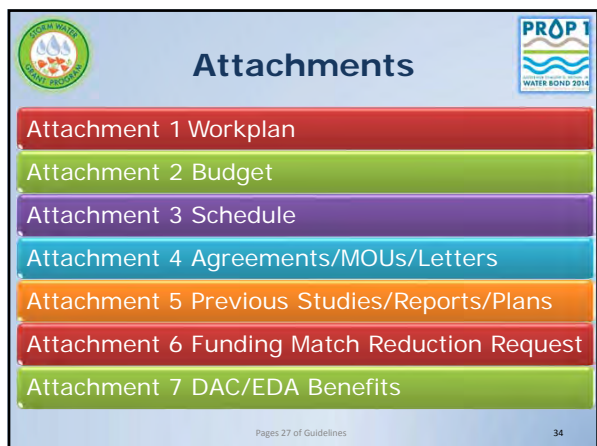 STORM WATER
GRANT PROGRAM
Attachments
PROP 1
WATER BOND 2014
Attachment 1 Workplan
Attachment 2 Budget
Attachment 3 Schedule
Attachment 4 Agreements/MOUs/Letters
Attachment 5 Previous Studies/Reports/Plans
Attachment 6 Funding Match Reduction Request
Attachment 7 DAC/EDA Benefits
Pages 27 of Guidelines
34